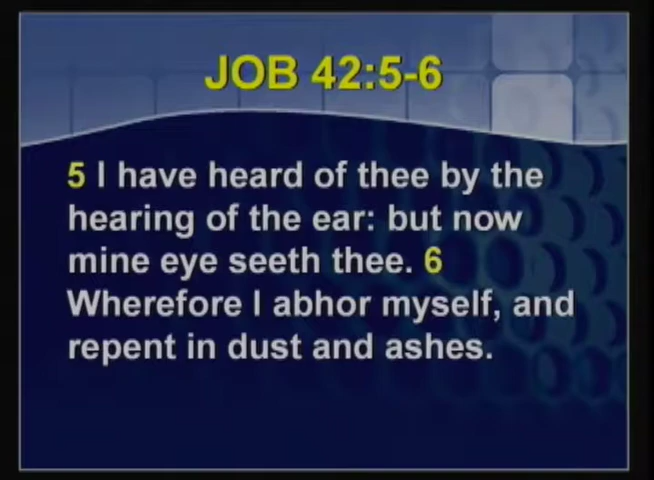 JOB 42:5-6
5 I have heard of thee by the
hearing of the ear: but now
mine eye seeth thee. 6
Wherefore I abhor myself, and
repent in dust and ashes.